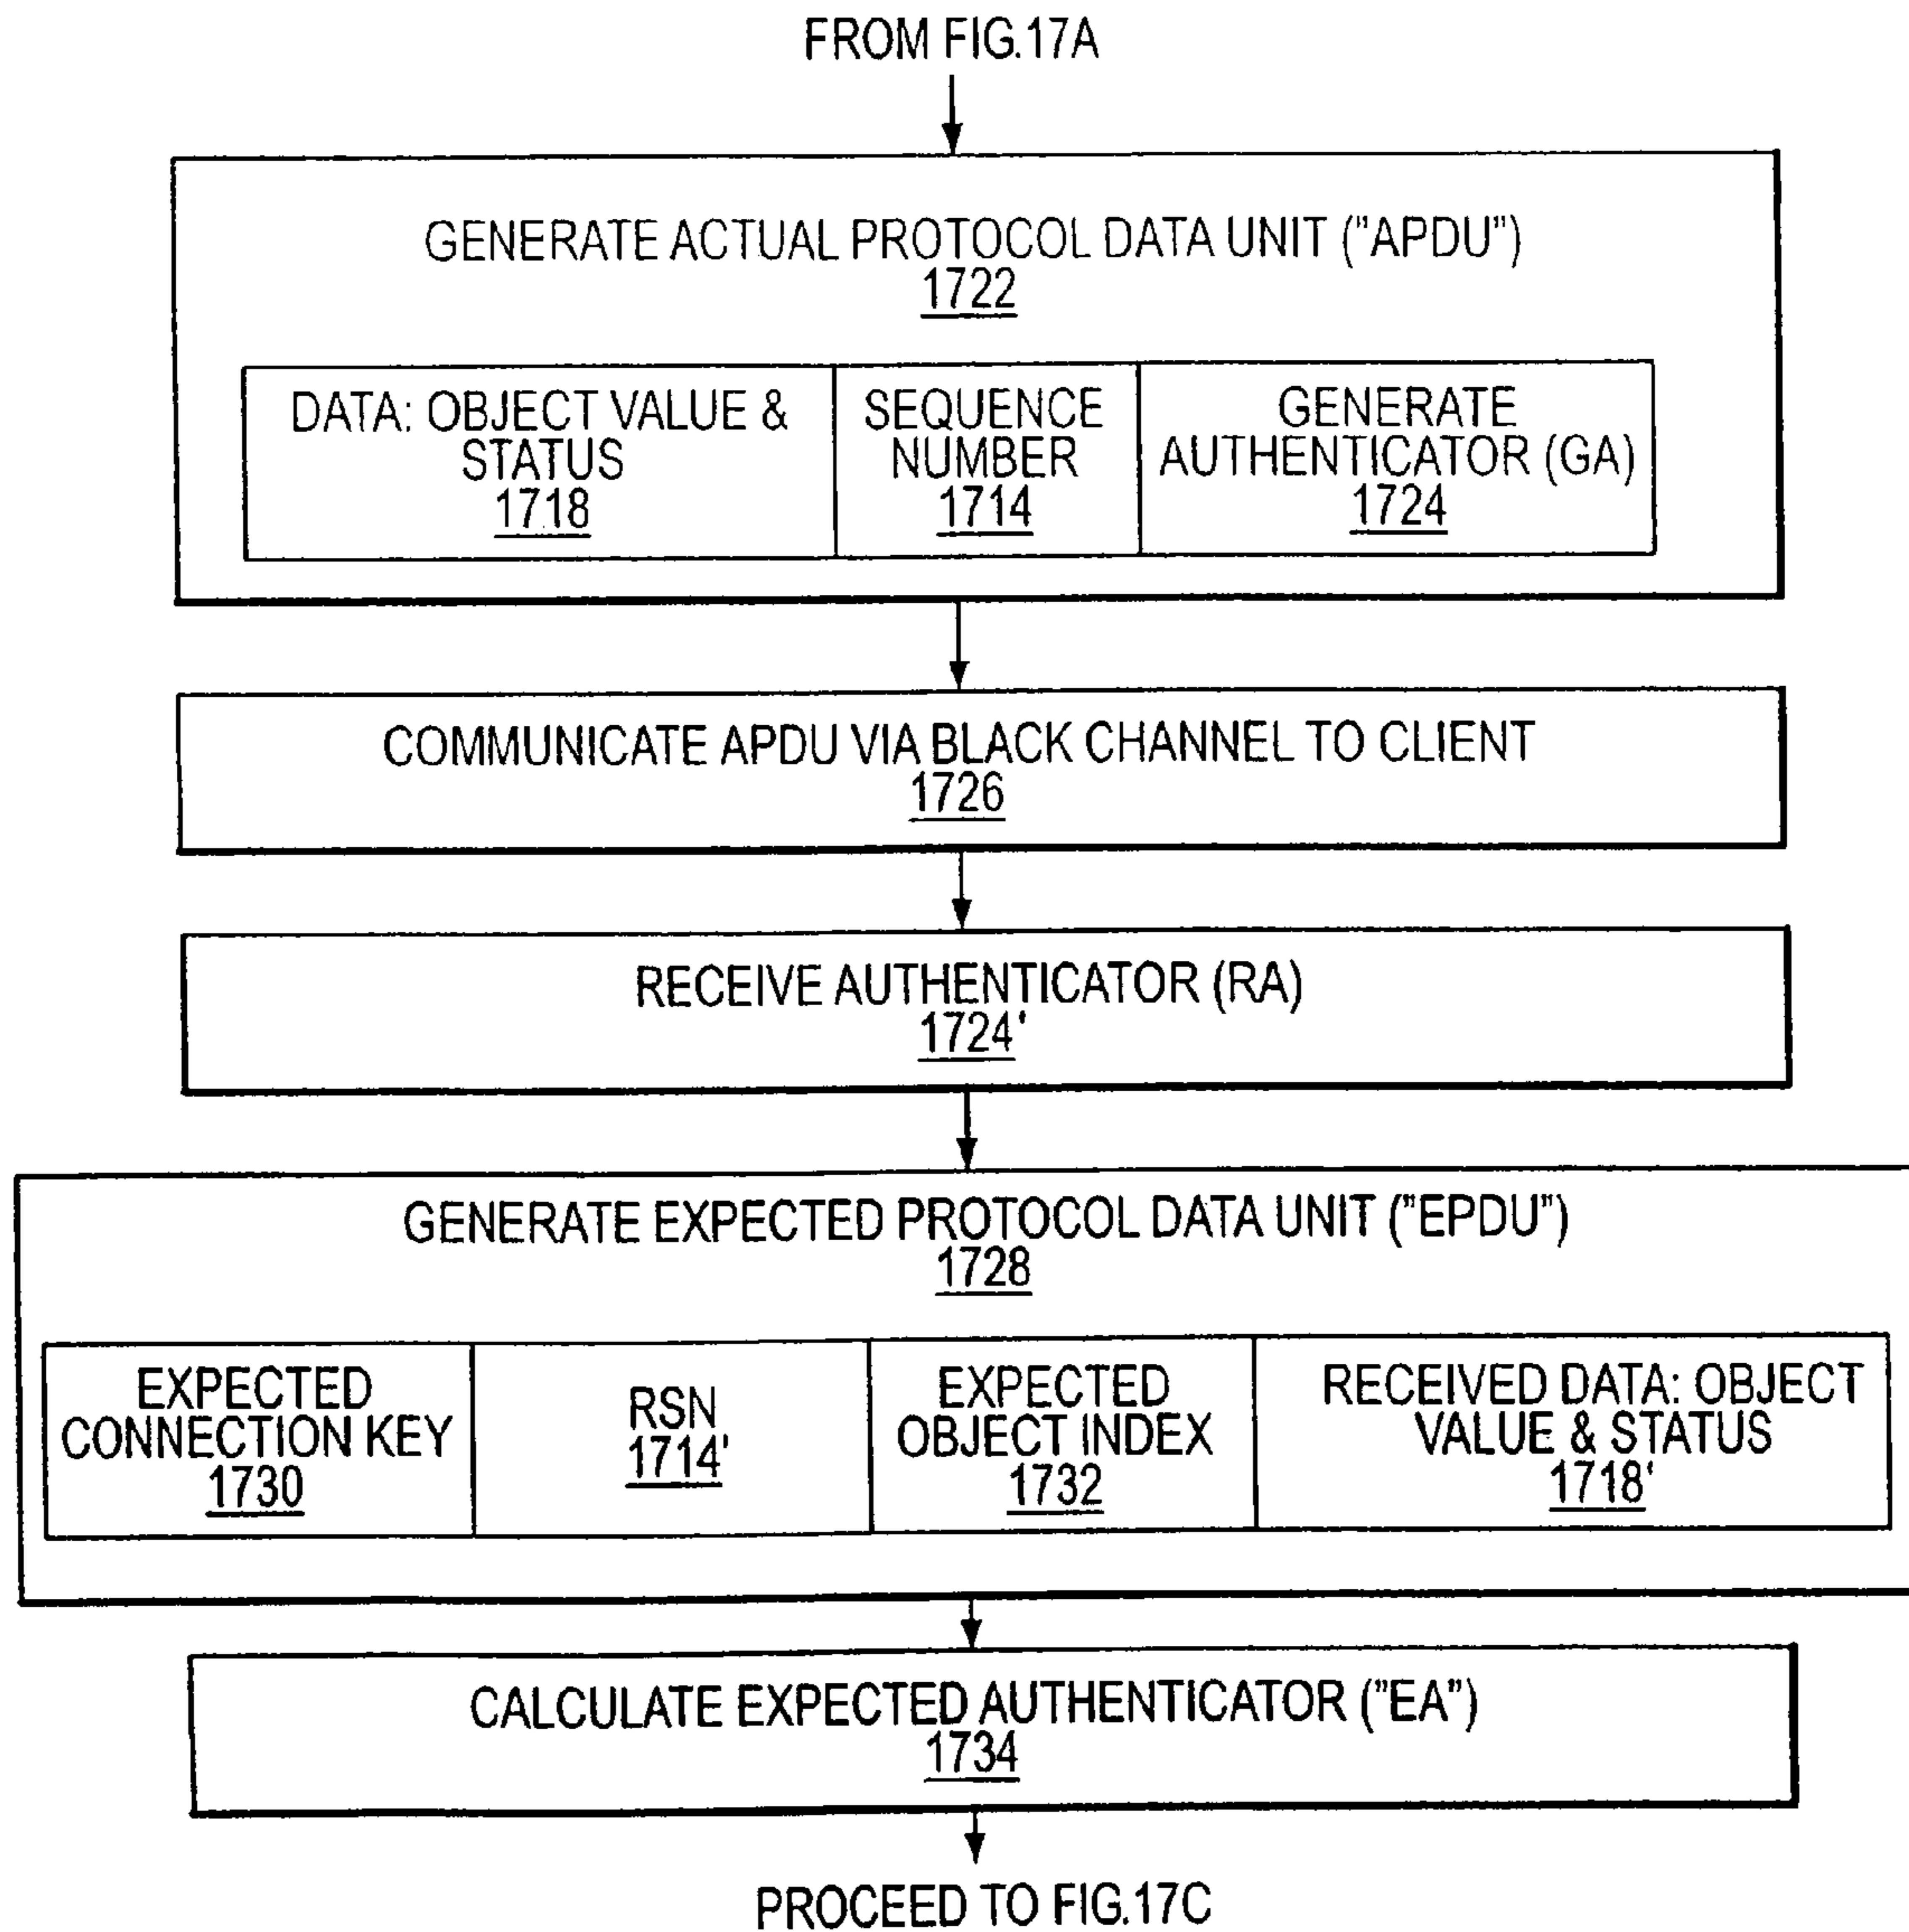 FROM FIG.17A
GENERATE ACTUAL PROTOCOL DATA UNIT ("APDU")
1722
DATA: OBJECT VALUE &
STATUS
1718
SEQUENCE
NUMBER
1714
GENERATE
AUTHENTICATOR (GA)
1724
COMMUNICATE APDU VIA BLACK CHANNEL TO CLIENT
1726
RECEIVE AUTHENTICATOR (RA)
1724'
GENERATE EXPECTED PROTOCOL DATA UNIT ("EPDU")
1728
EXPECTED
CONNECTION KEY
1730
RSN
1714'
EXPECTED
OBJECT INDEX
1732
RECEIVED DATA: OBJECT
VALUE & STATUS
1718'
CALCULATE EXPECTED AUTHENTICATOR ("EA")
1734
PROCEED TO FIG.17C